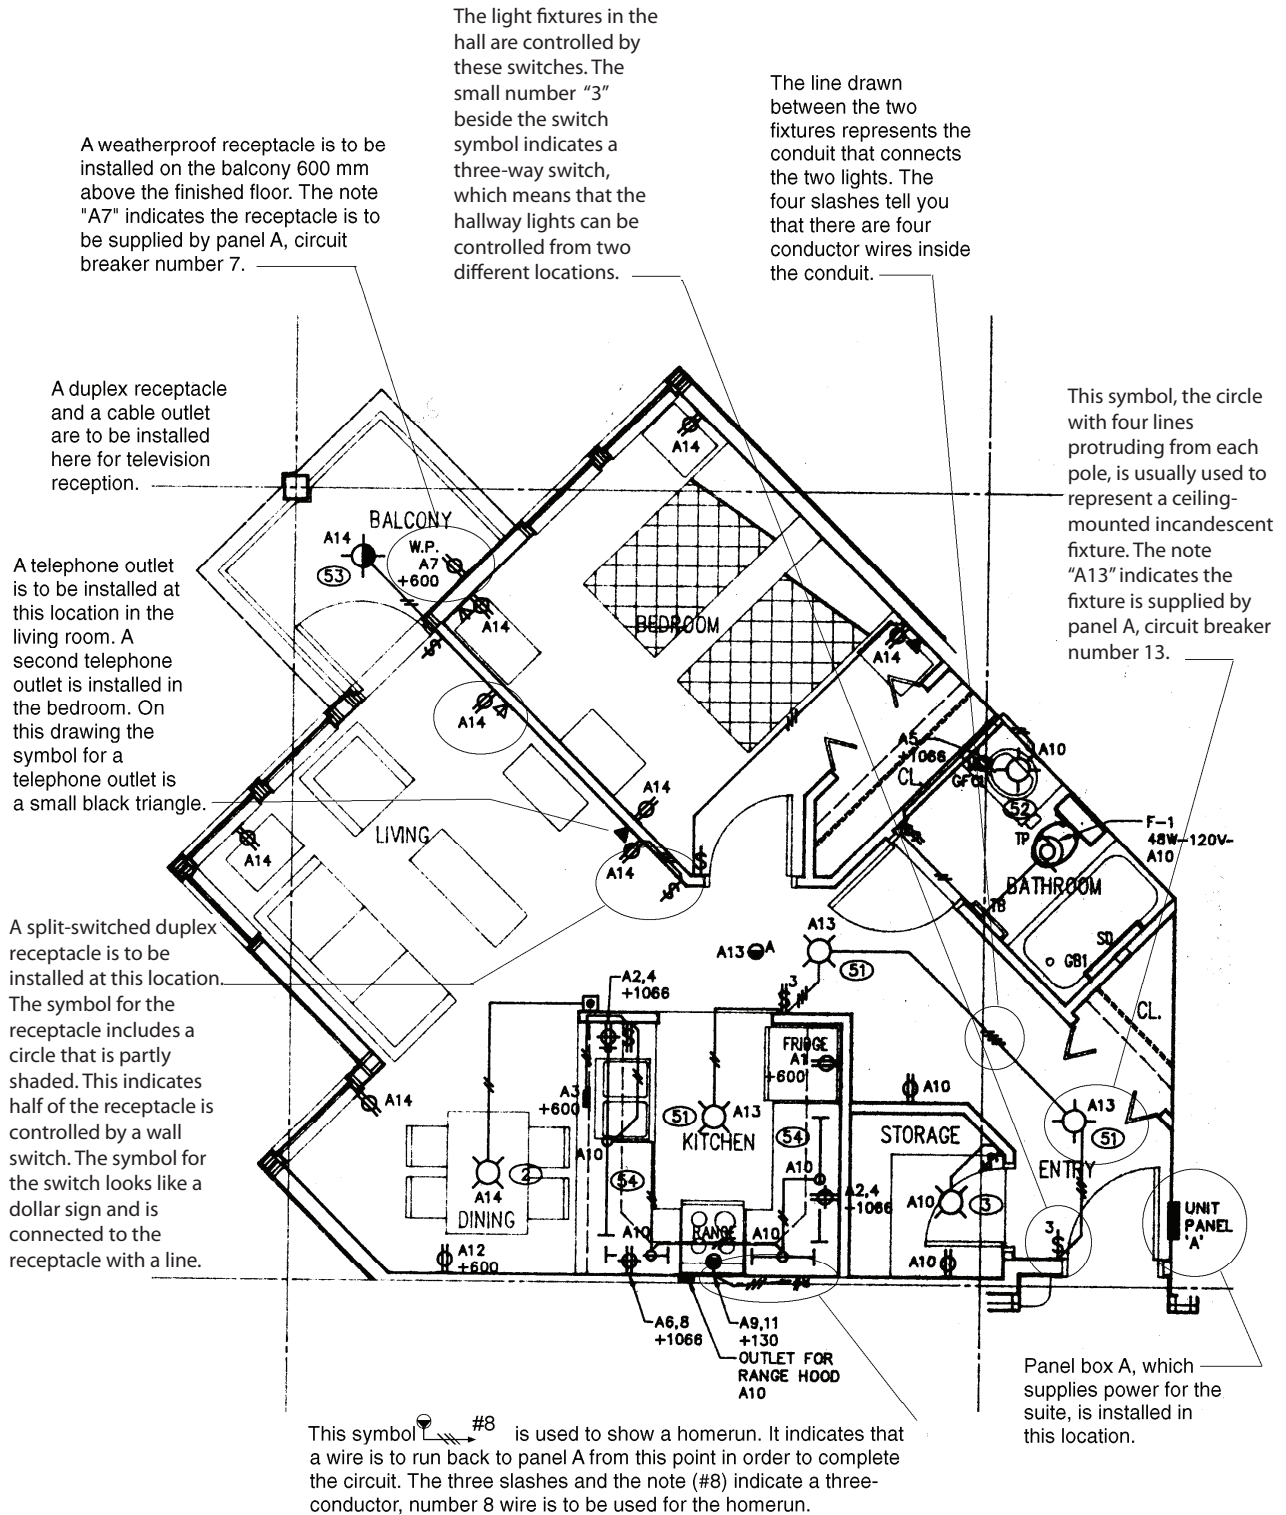 The light fixtures in the
hall are controlled by
these switches. The
small number “3”
beside the switch
symbol indicates a
three-way switch,
which means that the
hallway lights can be
controlled from two
different locations.
The line drawn
between the two
fixtures represents the
conduit that connects
the two lights. The
four slashes tell you
that there are four
conductor wires inside
the conduit.
A weatherproof receptacle is to be
installed on the balcony 600 mm
above the finished floor. The note
"A7" indicates the receptacle is to
be supplied by panel A, circuit
breaker number 7.
A duplex receptacle
and a cable outlet
are to be installed
here for television
reception.
This symbol, the circle
with four lines
protruding from each
pole, is usually used to
represent a ceiling-
mounted incandescent
fixture. The note
“A13” indicates the
fixture is supplied by
panel A, circuit breaker
number 13.
A telephone outlet
is to be installed at
this location in the
living room. A
second telephone
outlet is installed in
the bedroom. On
this drawing the
symbol for a
telephone outlet is
a small black triangle.
A split-switched duplex
receptacle is to be
installed at this location.
The symbol for the
receptacle includes a
circle that is partly
shaded. This indicates
half of the receptacle is
controlled by a wall
switch. The symbol for
the switch looks like a
dollar sign and is
connected to the
receptacle with a line.
A14
BALCONY
A14
W.P.
A7
+600
53
A14
BEDROOM
A14
A14
A14
A14
LIVING
A14
A14
A5
+1066
CL.
GFCI
A10
52
TP
F-1
48W-120V-
A10
BATHROOM
TB
SD
GB1
CL.
A13
A13
A
51
3
A2,4
+1066
FRIDGE
A1
+600
A3
+600
A14
51
A13
KITCHEN
54
A10
A10
54
A10
STORAGE
A13
51
ENTRY
2
A14
DINING
A2,4
+1066
A10
3
A10
RANGE
A10
A12
+600
A10
3
UNIT
PANEL
'A'
#8
A6,8
+1066
A9,11
+130
OUTLET FOR
RANGE HOOD
A10
Panel box A, which
supplies power for the
suite, is installed in
this location.
This symbol #8 is used to show a homerun. It indicates that
a wire is to run back to panel A from this point in order to complete
the circuit. The three slashes and the note (#8) indicate a three-
conductor, number 8 wire is to be used for the homerun.